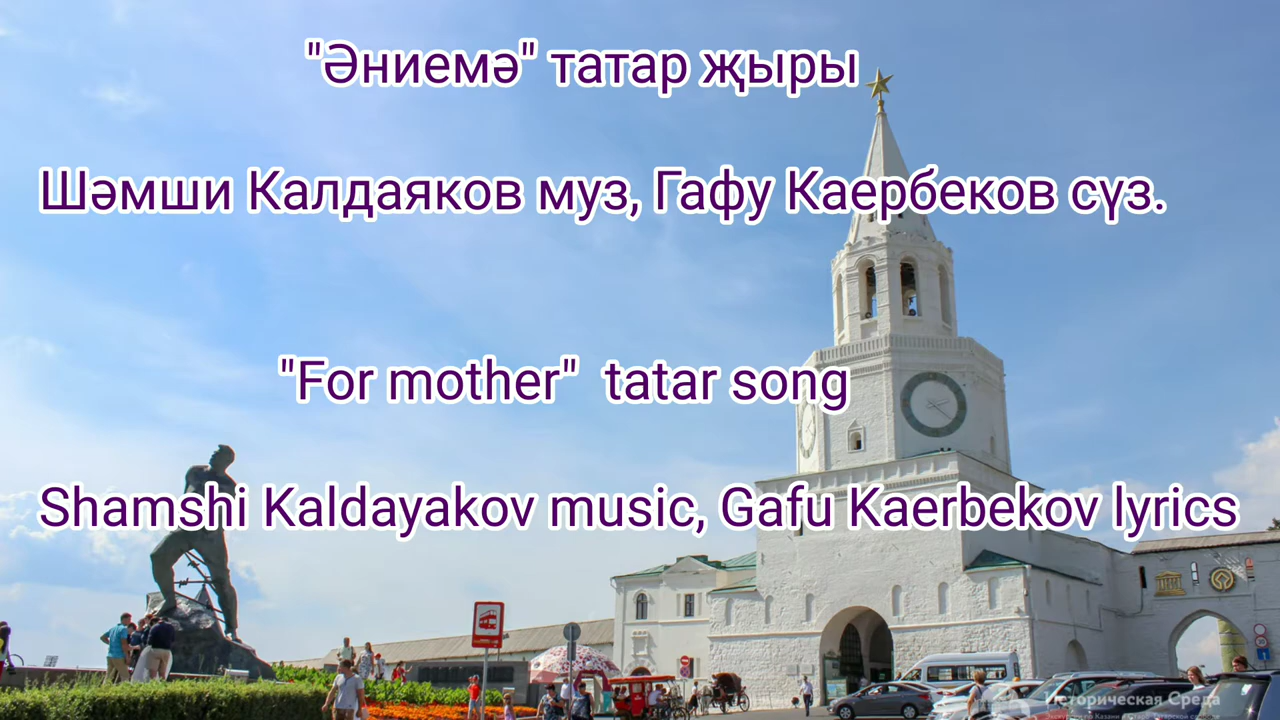 "Әниемә" татар җыры
Шәмши Калдаяков муз, Гафу Каербеков сүз.
"For mother" tatar song
Shamshi Kaldayakov music, Gafu Kaerbekov lyrics
Историческая Среда